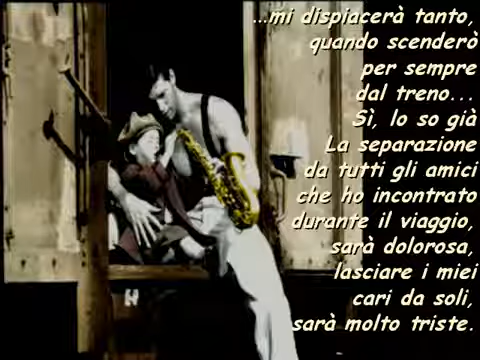 ...mi dispiacerà tanto,
quando scenderò
per sempre
dal treno...
Sì, lo so già
La separazione
da tutti gli amici
che ho incontrato
durante il viaggio,
sarà dolorosa,
lasciare i miei
cari da soli,
sarà molto triste.